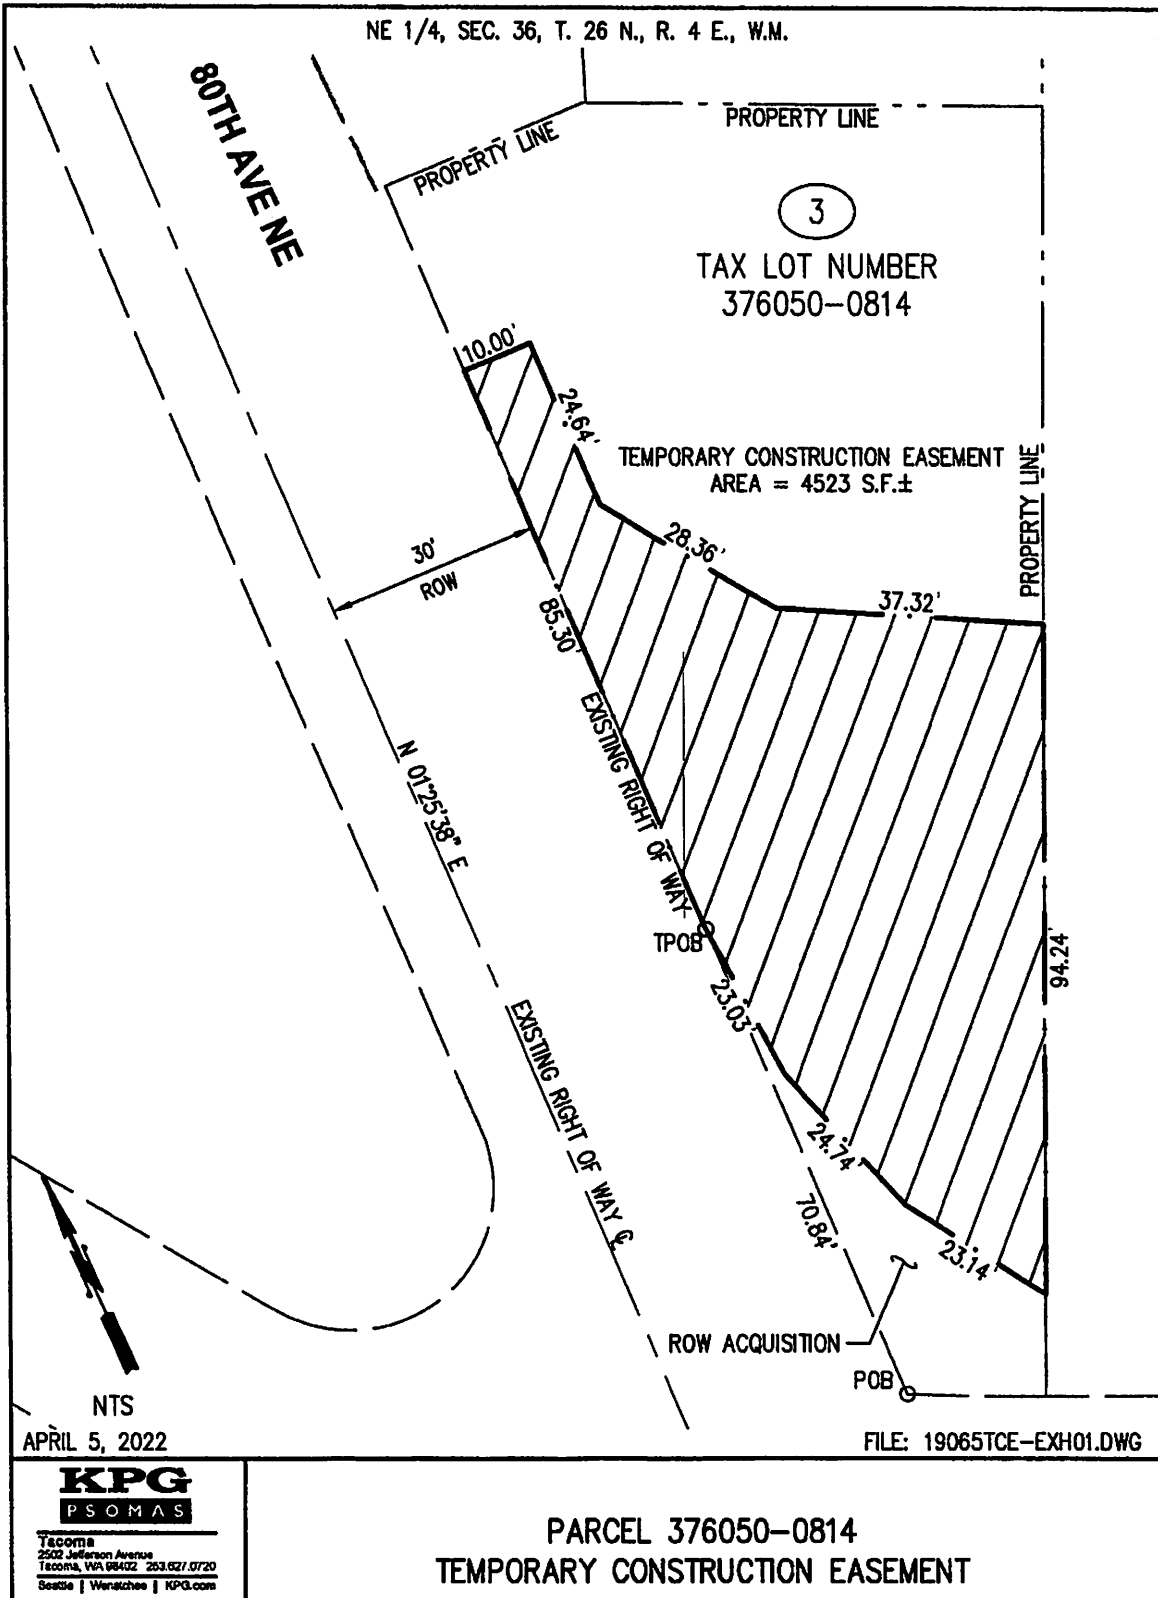 NE 1/4, SEC. 36, T. 26 N., R. 4 E., W.M.
80TH AVE NE
PROPERTY LINE
PROPERTY LINE
3
TAX LOT NUMBER
376050-0814
10.00'
24.64'
TEMPORARY CONSTRUCTION EASEMENT
AREA = 4523 S.F.±
PROPERTY LINE
28.36'
30'
ROW
37.32'
85.30'
EXISTING RIGHT OF WAY
N 01°25'38" E
TPOB
94.24'
23.03'
EXISTING RIGHT OF WAY ℄
24.74'
70.84'
23.14'
ROW ACQUISITION
POB
N
NTS
APRIL 5, 2022
FILE: 19065TCE-EXH01.DWG
KPG
PSOMAS
Tacoma
2502 Jefferson Avenue
Tacoma, WA 98402 253.627.0720
Seattle | Wenatchee | KPG.com
PARCEL 376050-0814
TEMPORARY CONSTRUCTION EASEMENT